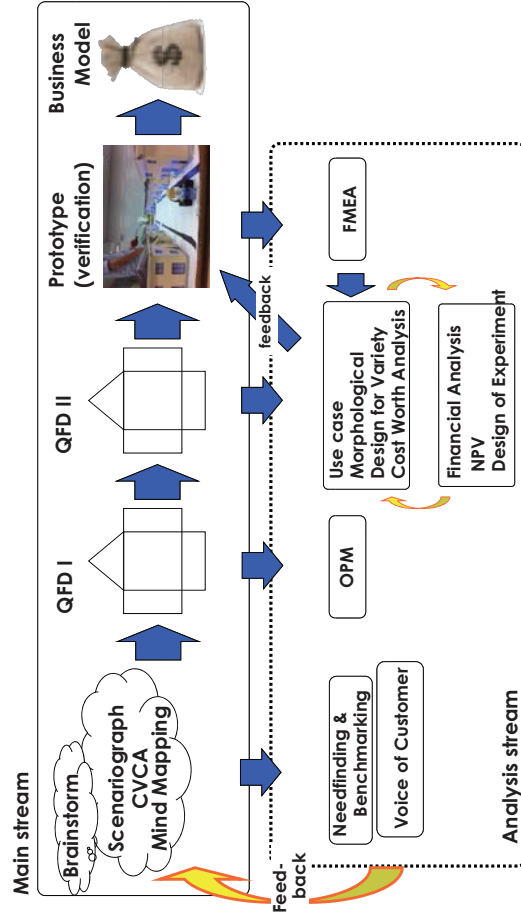 Main stream
Brainstorm
Scenariograph
CVCA
Mind Mapping
QFD I
QFD II
Prototype
(verification)
Business
Model
$
Feed-
back
feedback
Needfinding &
Benchmarking
Voice of Customer
OPM
Use case
Morphological
Design for Variety
Cost Worth Analysis
FMEA
Financial Analysis
NPV
Design of Experiment
Analysis stream